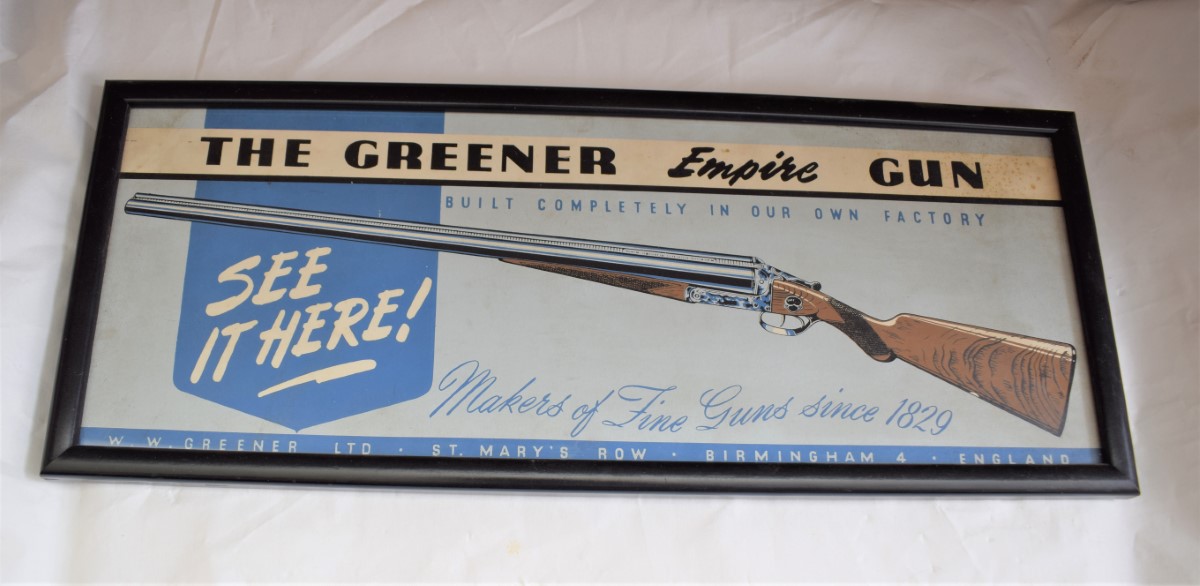 THE GREENER Empire GUN
BUILT COMPLETELY IN OUR OWN FACTORY
SEE
IT HERE!
Makers of Fine Guns since 1829
W. W. GREENER LTD · ST. MARY'S ROW · BIRMINGHAM 4 · ENGLAND